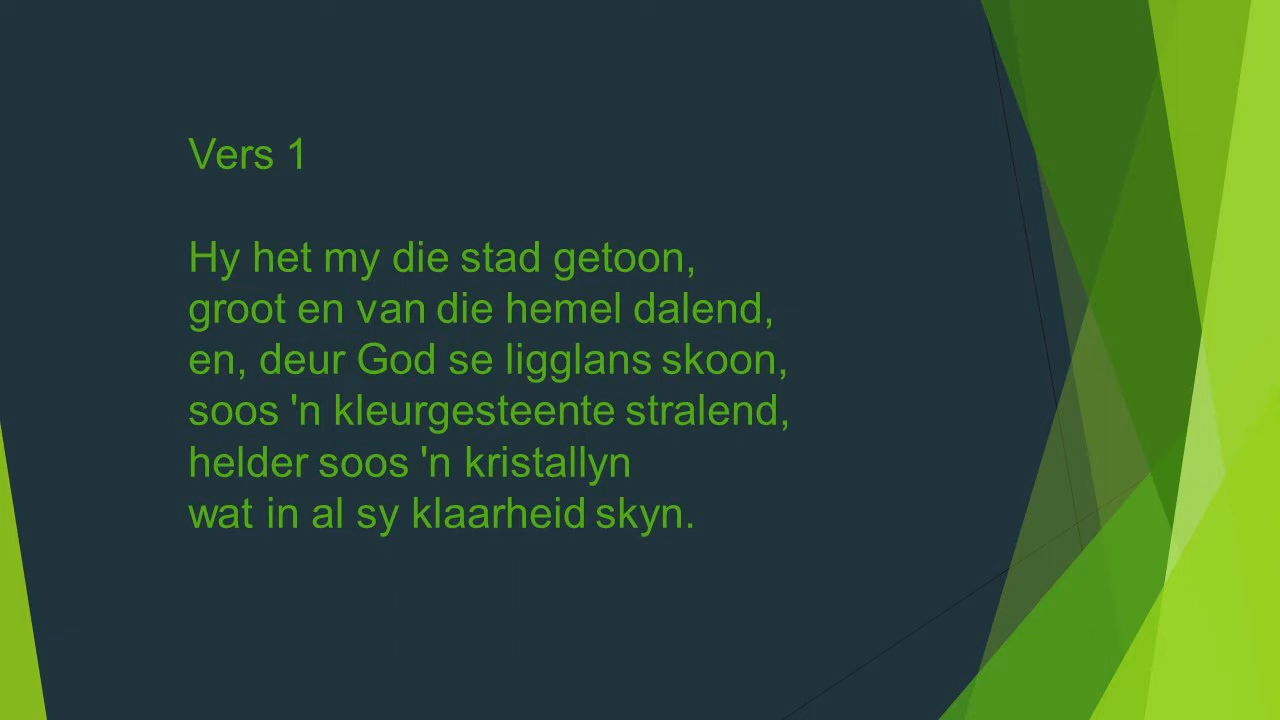 Vers 1
Hy het my die stad getoon,
groot en van die hemel dalend,
en, deur God se ligglans skoon,
soos 'n kleurgesteente stralend,
helder soos 'n kristallyn
wat in al sy klaarheid skyn.